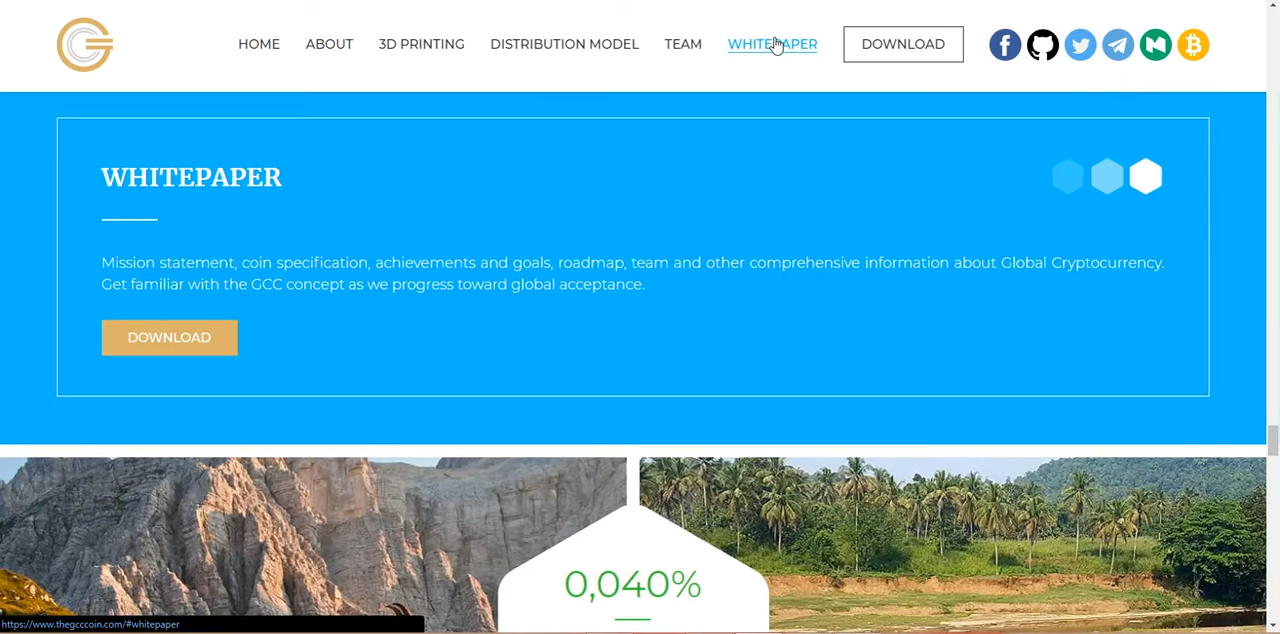 HOME ABOUT 3D PRINTING DISTRIBUTION MODEL TEAM WHITEPAPER DOWNLOAD
WHITEPAPER
Mission statement, coin specification, achievements and goals, roadmap, team and other comprehensive information about Global Cryptocurrency.
Get familiar with the GCC concept as we progress toward global acceptance.
DOWNLOAD
0,040%
https://www.thegcccoin.com/#whitepaper